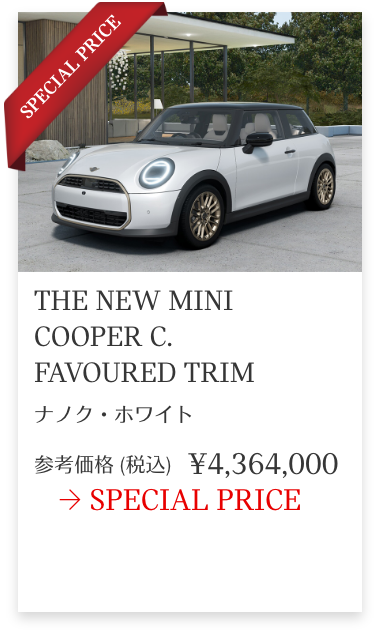 SPECIAL PRICE
THE NEW MINI
COOPER C.
FAVOURED TRIM
ナノク・ホワイト
参考価格 (税込) ¥4,364,000
→ SPECIAL PRICE